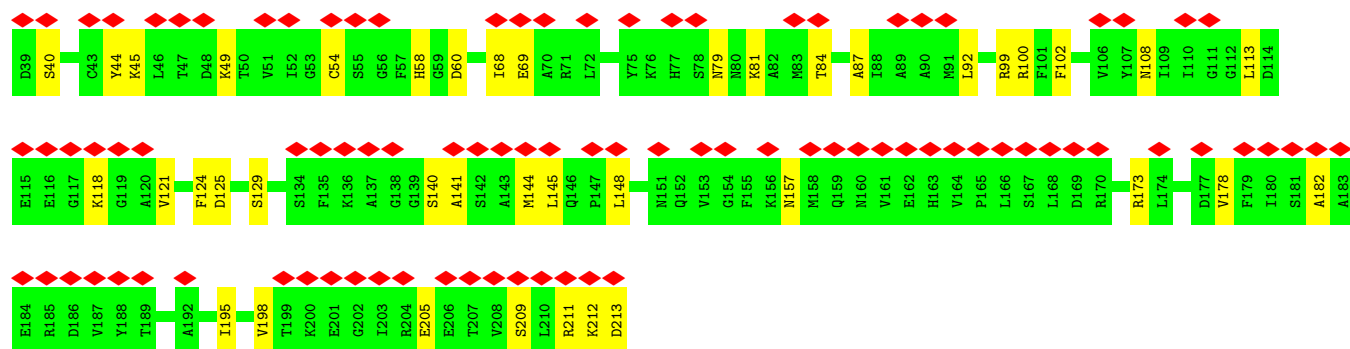 D39 S40 C43 Y44 K45 L46 T47 D48 K49 T50 V51 I52 G53 C54 S55 G56 F57 H58 G59 D60 I68 E69 A70 R71 L72 Y75 K76 H77 S78 N79 N80 K81 A82 M83 T84 A87 I88 A89 A90 M91 L92 R99 R100 F101 F102 V106 Y107 N108 I109 I110 G111 G112 L113 D114
E115 E116 G117 K118 G119 A120 V121 F124 D125 S129 S134 F135 K136 A137 G138 G139 S140 A141 S142 A143 M144 L145 Q146 P147 L148 N151 Q152 V153 G154 F155 K156 N157 M158 Q159 N160 V161 E162 H163 V164 P165 L166 S167 L168 D169 R170 R173 L174 D177 V178 F179 I180 S181 A182 A183
E184 R185 D186 V187 Y188 T189 A192 I195 V198 T199 K200 E201 G202 I203 R204 E205 E206 T207 V208 S209 L210 R211 K212 D213